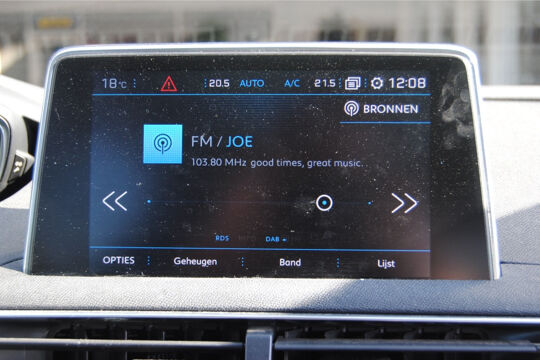 18°C 20.5 AUTO A/C 21.5 12:08
BRONNEN
FM / JOE
103.80 MHz good times, great music.
RDS DAB +
OPTIES Geheugen Band Lijst